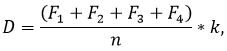 D = (F₁ + F₂ + F₃ + F₄) / n * k,